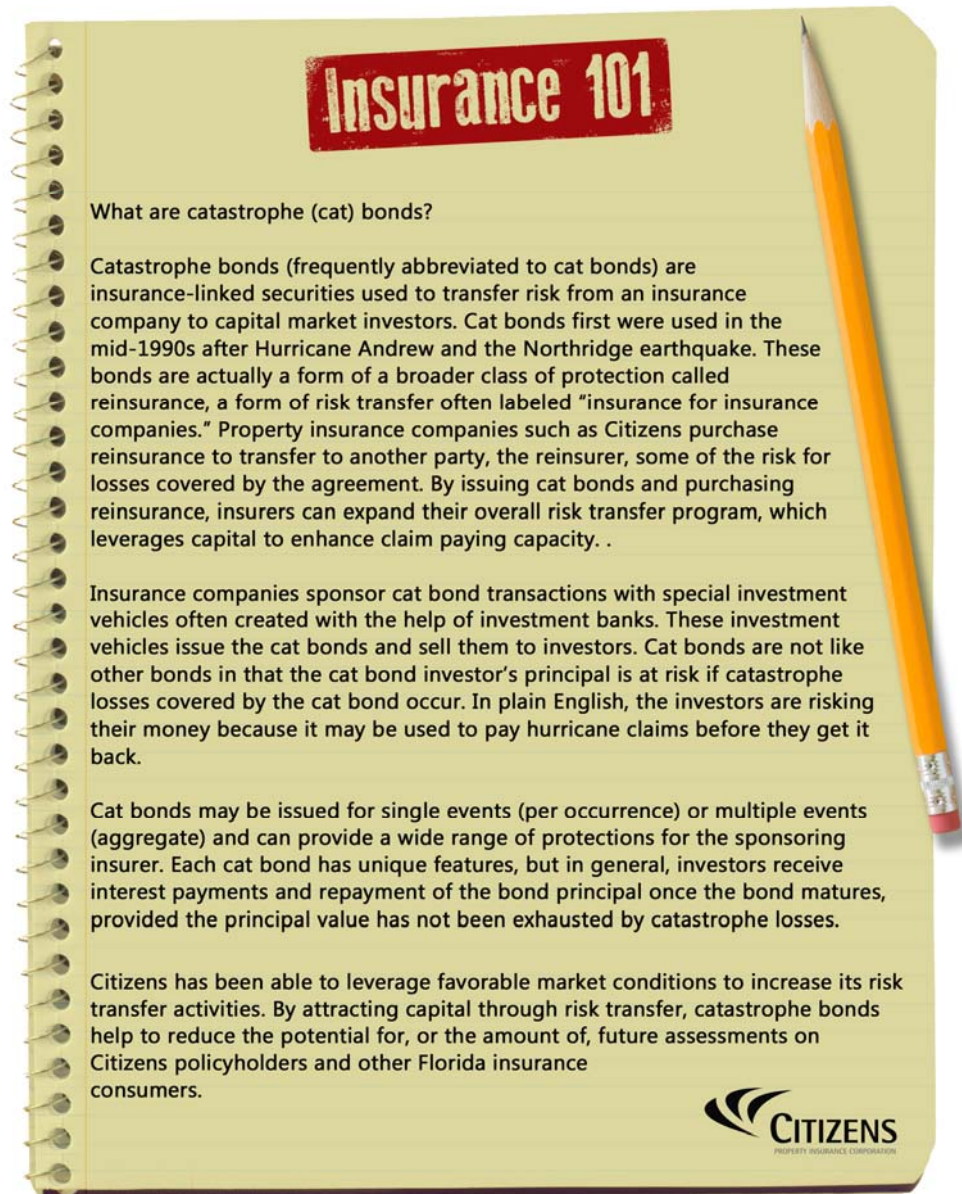 Insurance 101
What are catastrophe (cat) bonds?
Catastrophe bonds (frequently abbreviated to cat bonds) are
insurance-linked securities used to transfer risk from an insurance
company to capital market investors. Cat bonds first were used in the
mid-1990s after Hurricane Andrew and the Northridge earthquake. These
bonds are actually a form of a broader class of protection called
reinsurance, a form of risk transfer often labeled “insurance for insurance
companies.” Property insurance companies such as Citizens purchase
reinsurance to transfer to another party, the reinsurer, some of the risk for
losses covered by the agreement. By issuing cat bonds and purchasing
reinsurance, insurers can expand their overall risk transfer program, which
leverages capital to enhance claim paying capacity. .
Insurance companies sponsor cat bond transactions with special investment
vehicles often created with the help of investment banks. These investment
vehicles issue the cat bonds and sell them to investors. Cat bonds are not like
other bonds in that the cat bond investor’s principal is at risk if catastrophe
losses covered by the cat bond occur. In plain English, the investors are risking
their money because it may be used to pay hurricane claims before they get it
back.
Cat bonds may be issued for single events (per occurrence) or multiple events
(aggregate) and can provide a wide range of protections for the sponsoring
insurer. Each cat bond has unique features, but in general, investors receive
interest payments and repayment of the bond principal once the bond matures,
provided the principal value has not been exhausted by catastrophe losses.
Citizens has been able to leverage favorable market conditions to increase its risk
transfer activities. By attracting capital through risk transfer, catastrophe bonds
help to reduce the potential for, or the amount of, future assessments on
Citizens policyholders and other Florida insurance
consumers.
CITIZENS
PROPERTY INSURANCE CORPORATION